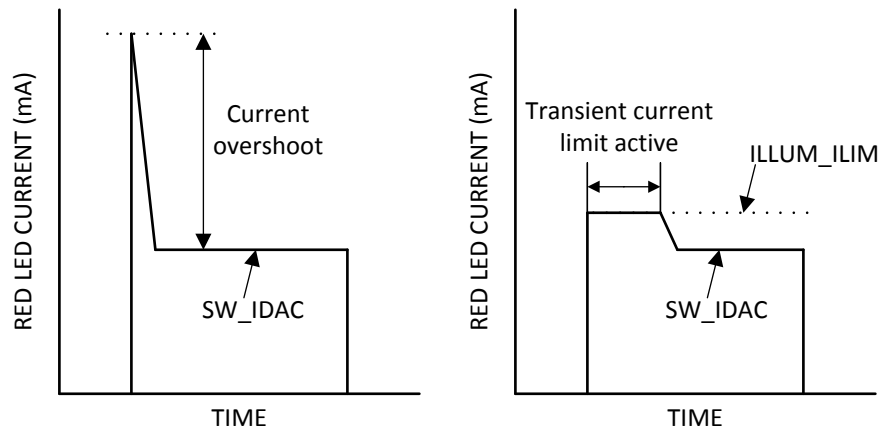 RED LED CURRENT (mA)
Current
overshoot
SW_IDAC
TIME
RED LED CURRENT (mA)
Transient current
limit active
ILLUM_ILIM
SW_IDAC
TIME